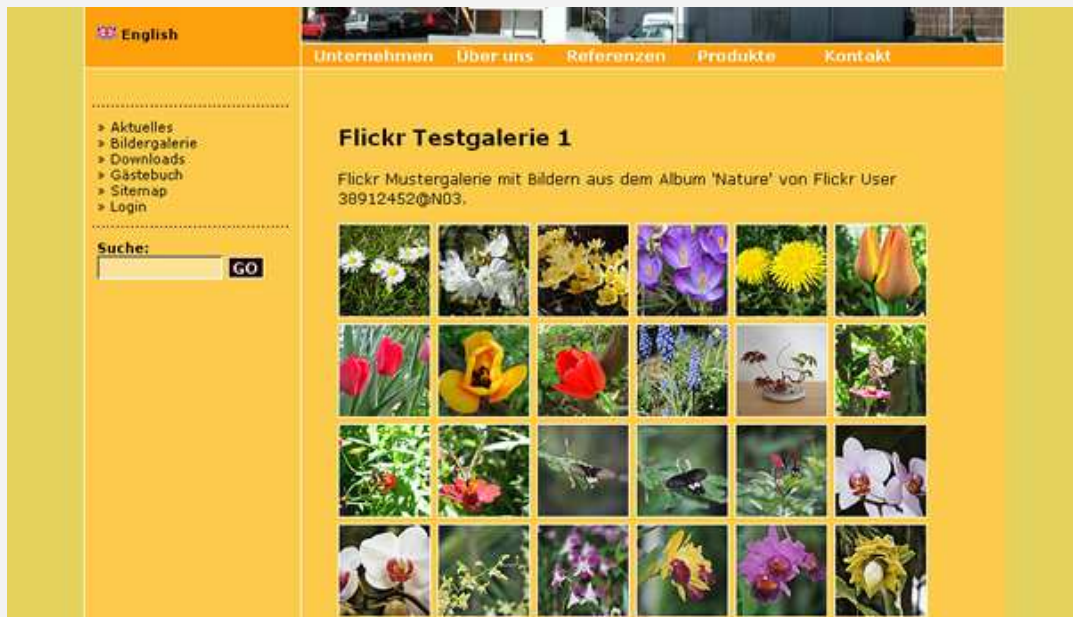 English
Unternehmen Über uns Referenzen Produkte Kontakt
» Aktuelles
» Bildergalerie
» Downloads
» Gästebuch
» Sitemap
» Login
Suche:
GO
Flickr Testgalerie 1
Flickr Mustergalerie mit Bildern aus dem Album 'Nature' von Flickr User
38912452@N03.